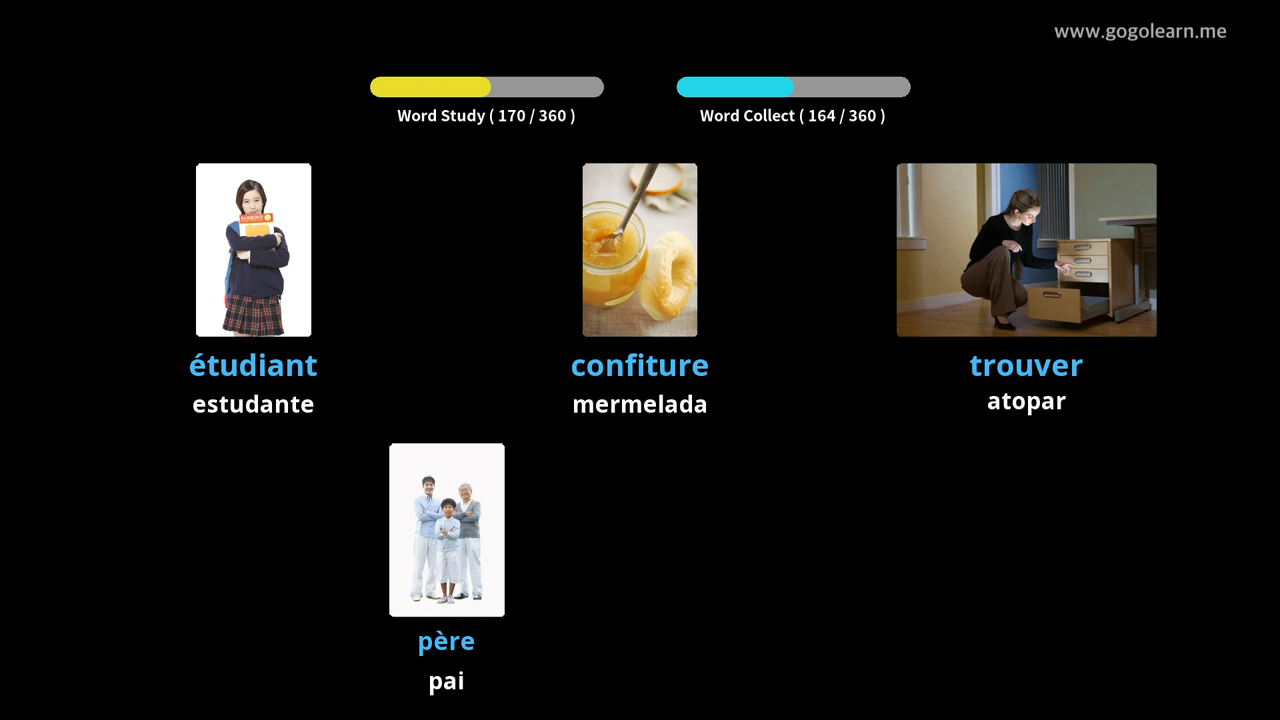 www.gogolearn.me
Word Study ( 170 / 360 )
Word Collect ( 164 / 360 )
BARRON'S
étudiant
estudante
confiture
mermelada
trouver
atopar
père
pai